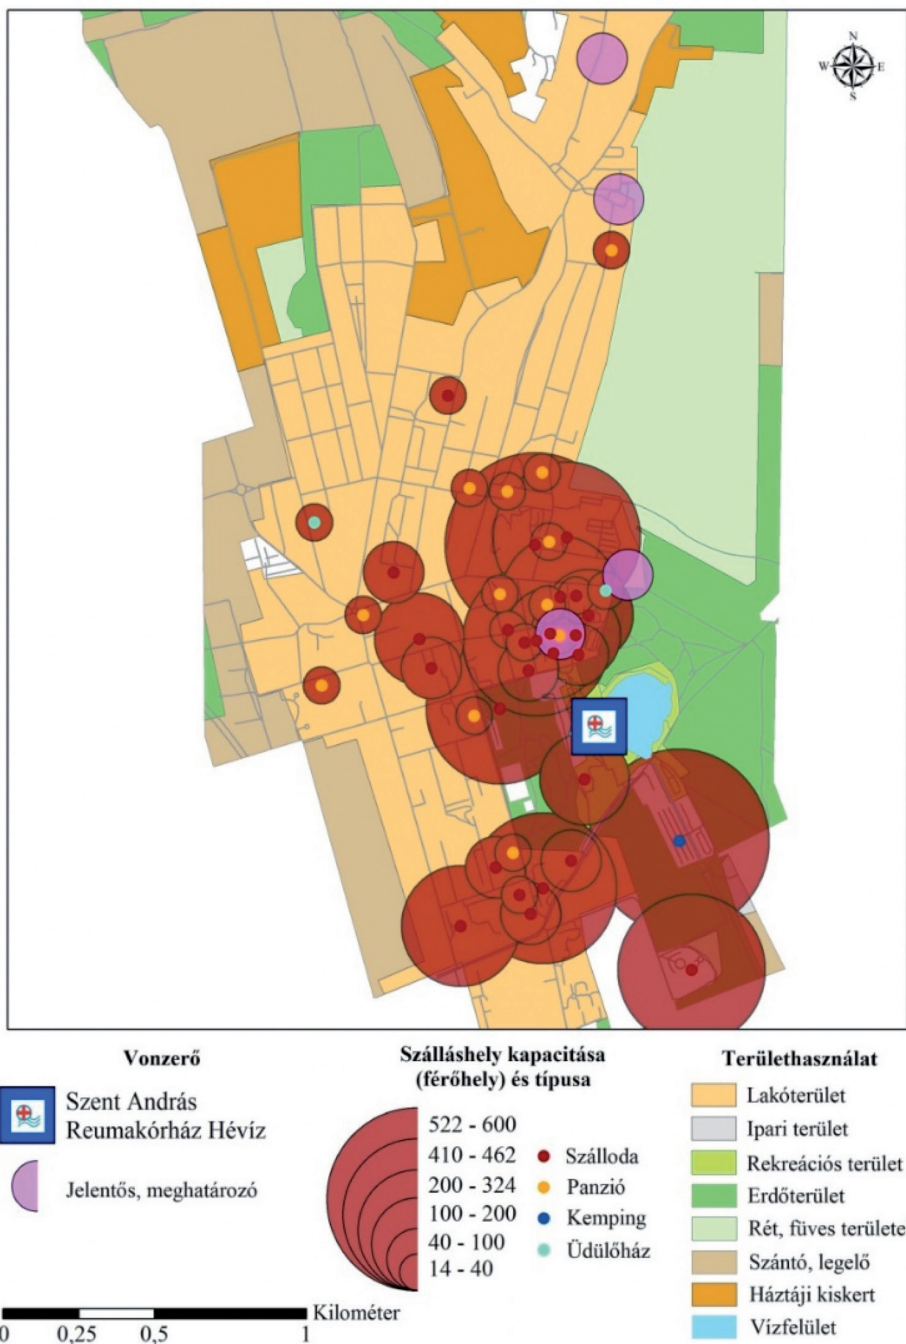 N
W E
S
Vonzerő
Szent András
Reumakórház Hévíz
Jelentős, meghatározó
Szálláshely kapacitása
(férőhely) és típusa
522 - 600
410 - 462
200 - 324
100 - 200
40 - 100
14 - 40
Szálloda
Panzió
Kemping
Üdülőház
Területhasználat
Lakóterület
Ipari terület
Rekreációs terület
Erdőterület
Rét, füves területe
Szántó, legelő
Háztáji kiskert
Vízfelület
Kilométer
0 0,25 0,5 1